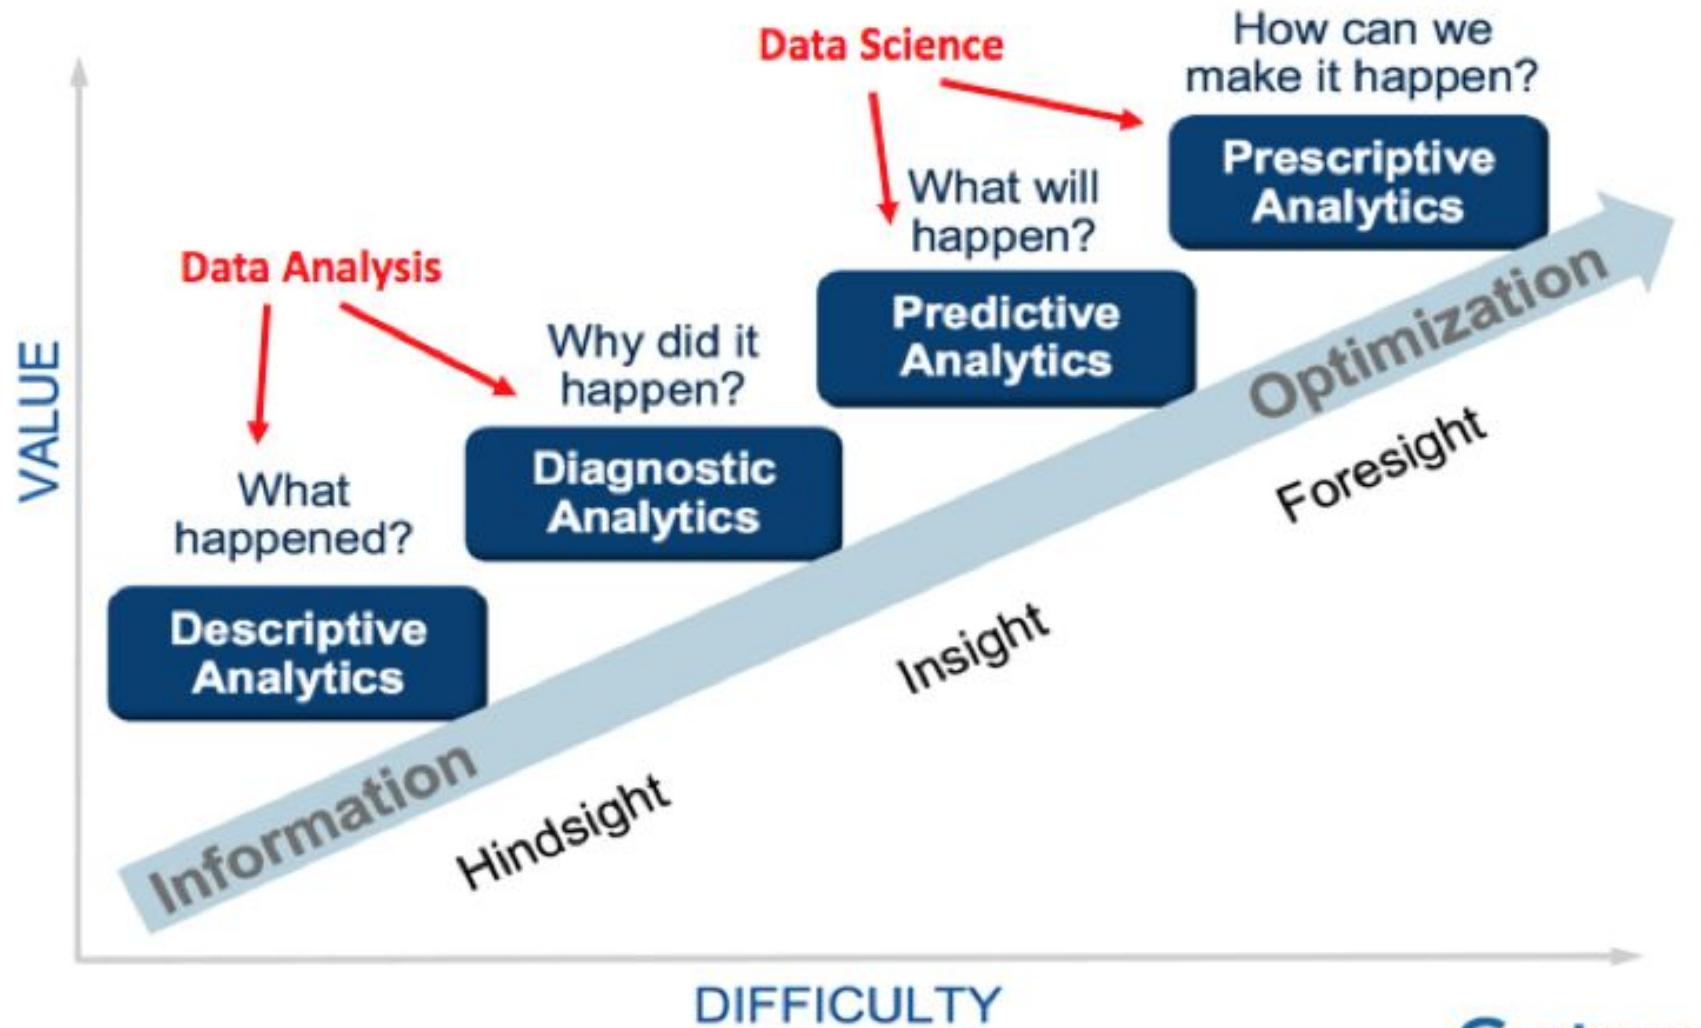 Data Science
How can we
make it happen?
Prescriptive
Analytics
What will
happen?
Predictive
Analytics
Data Analysis
Why did it
happen?
Diagnostic
Analytics
What
happened?
Descriptive
Analytics
VALUE
Information
Optimization
Hindsight
Insight
Foresight
DIFFICULTY